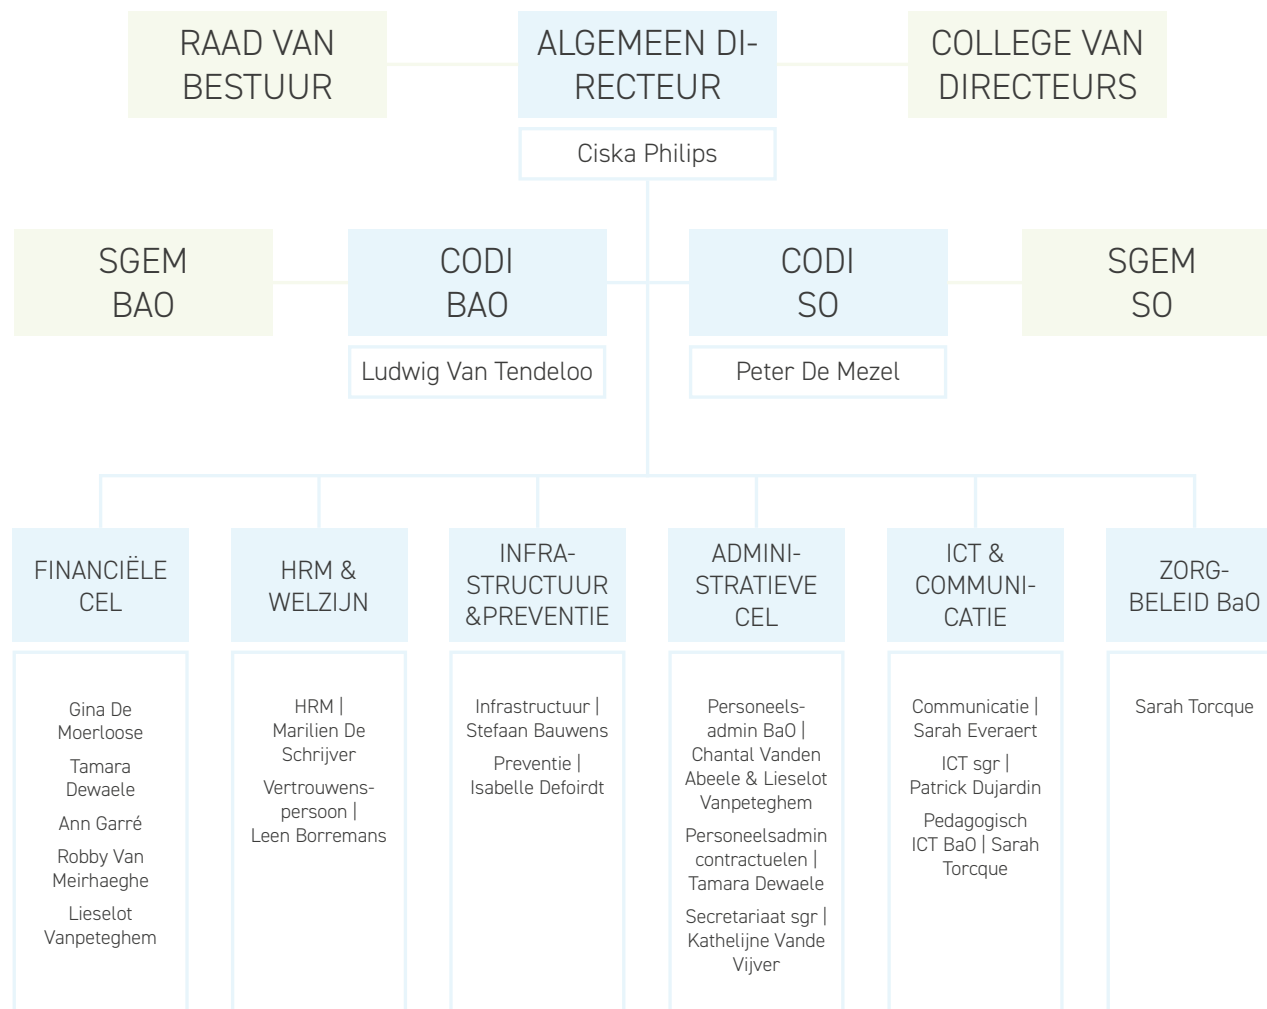 RAAD VAN
BESTUUR
ALGEMEEN DI-
RECTEUR
COLLEGE VAN
DIRECTEURS
Ciska Philips
SGEM
BAO
CODI
BAO
CODI
SO
SGEM
SO
Ludwig Van Tendeloo
Peter De Mezel
FINANCIËLE
CEL
HRM &
WELZIJN
INFRA-
STRUCTUUR
&PREVENTIE
ADMINI-
STRATIEVE
CEL
ICT &
COMMUNI-
CATIE
ZORG-
BELEID BaO
Gina De
Moerloose
Tamara
Dewaele
Ann Garré
Robby Van
Meirhaeghe
Lieselot
Vanpeteghem
HRM |
Marilien De
Schrijver
Vertrouwens-
persoon |
Leen Borremans
Infrastructuur |
Stefaan Bauwens
Preventie |
Isabelle Defoirdt
Personeels-
admin BaO |
Chantal Vanden
Abeele & Lieselot
Vanpeteghem
Personeelsadmin
contractuelen |
Tamara Dewaele
Secretariaat sgr |
Kathelijne Vande
Vijver
Communicatie |
Sarah Everaert
ICT sgr |
Patrick Dujardin
Pedagogisch
ICT BaO | Sarah
Torcque
Sarah Torcque